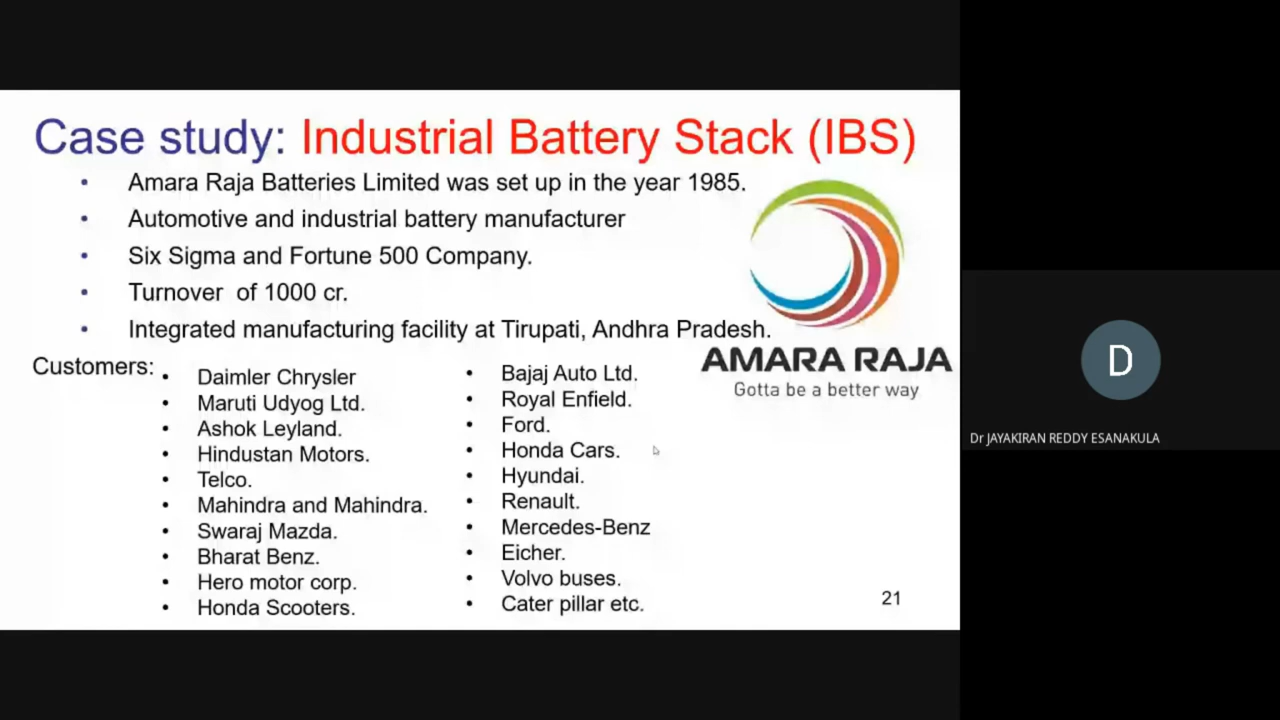 Case study: Industrial Battery Stack (IBS)
• Amara Raja Batteries Limited was set up in the year 1985.
• Automotive and industrial battery manufacturer
• Six Sigma and Fortune 500 Company.
• Turnover of 1000 cr.
• Integrated manufacturing facility at Tirupati, Andhra Pradesh.
AMARA RAJA
Gotta be a better way
Customers:
• Daimler Chrysler
• Maruti Udyog Ltd.
• Ashok Leyland.
• Hindustan Motors.
• Telco.
• Mahindra and Mahindra.
• Swaraj Mazda.
• Bharat Benz.
• Hero motor corp.
• Honda Scooters.
• Bajaj Auto Ltd.
• Royal Enfield.
• Ford.
• Honda Cars.
• Hyundai.
• Renault.
• Mercedes-Benz
• Eicher.
• Volvo buses.
• Cater pillar etc.
21
D
Dr JAYAKIRAN REDDY ESANAKULA